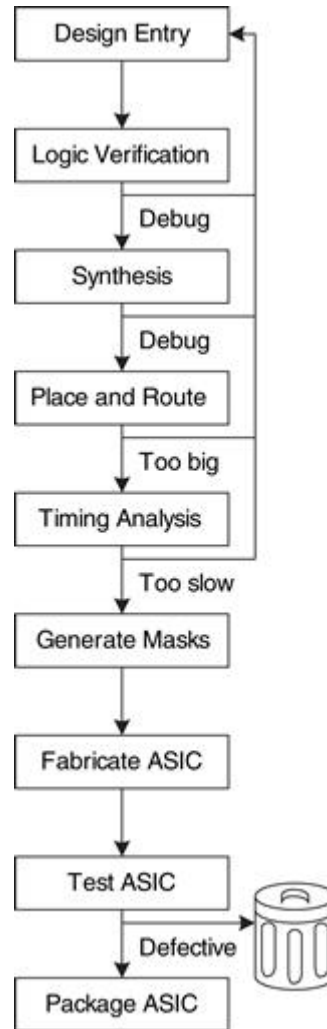 Design Entry
Logic Verification
Debug
Synthesis
Debug
Place and Route
Too big
Timing Analysis
Too slow
Generate Masks
Fabricate ASIC
Test ASIC
Defective
Package ASIC